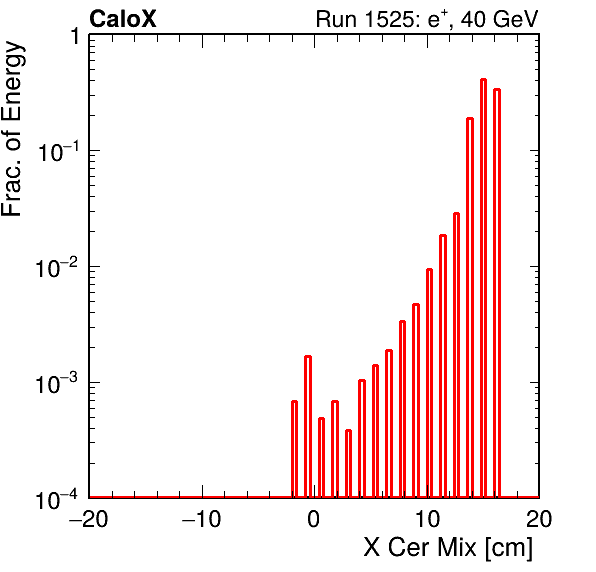 CaloX Run 1525: e⁺, 40 GeV
Frac. of Energy
1
10⁻¹
10⁻²
10⁻³
10⁻⁴
−20 −10 0 10 20
X Cer Mix [cm]